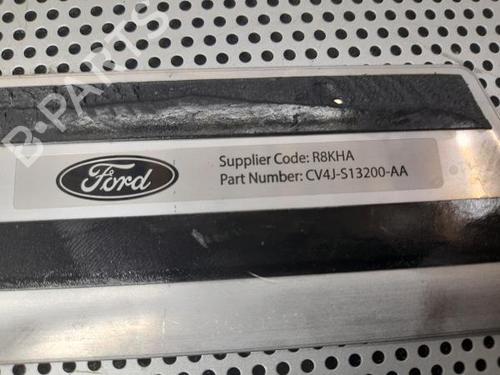 B-PARTS
Ford
Supplier Code: R8KHA
Part Number: CV4J-S13200-AA